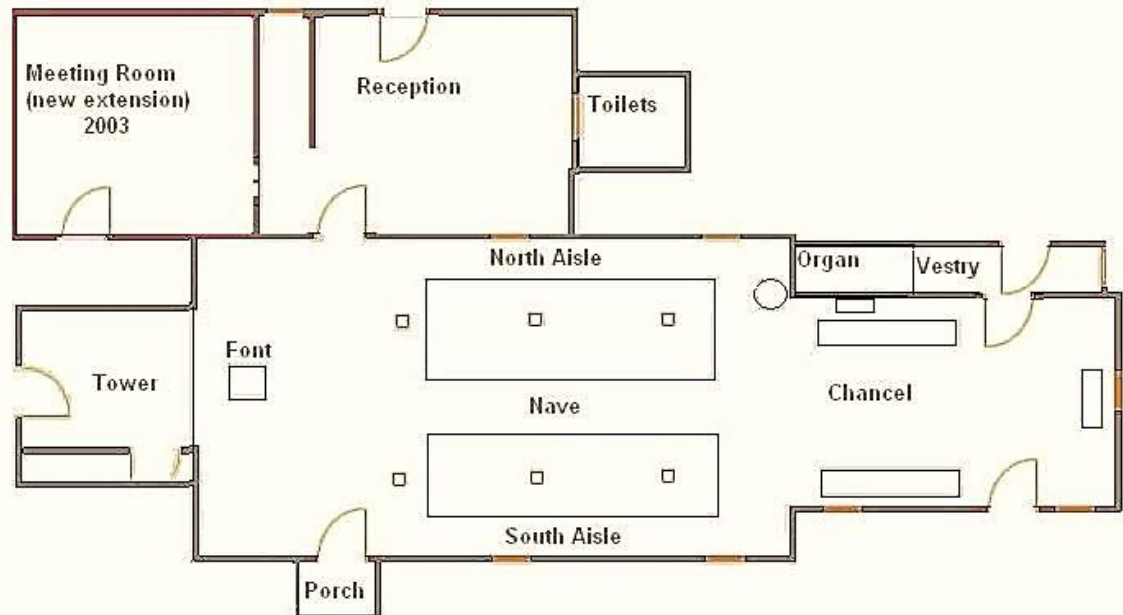 Meeting Room
(new extension)
2003
Reception
Toilets
North Aisle
Organ
Vestry
Font
Tower
Nave
Chancel
South Aisle
Porch